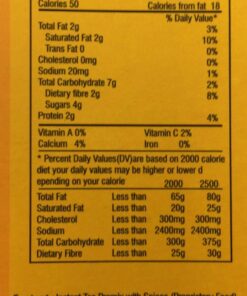 Calories 50 Calories from fat 18
% Daily Value*
Total Fat 2g 3%
Saturated Fat 2g 10%
Trans Fat 0 0%
Cholesterol 0mg 0%
Sodium 20mg 1%
Total Carbohydrate 7g 2%
Dietary fibre 2g 8%
Sugars 4g
Protein 2g 4%
Vitamin A 0% Vitamin C 2%
Calcium 4% Iron 0%
* Percent Daily Values(DV)are based on 2000 calorie
diet your daily values may be higher or lower d
epending on your calorie 2000 2500
Total Fat Less than 65g 80g
Saturated Fat Less than 20g 25g
Cholesterol Less than 300mg 300mg
Sodium Less than 2400mg 2400mg
Total Carbohydrate Less than 300g 375g
Dietary Fibre Less than 25g 30g